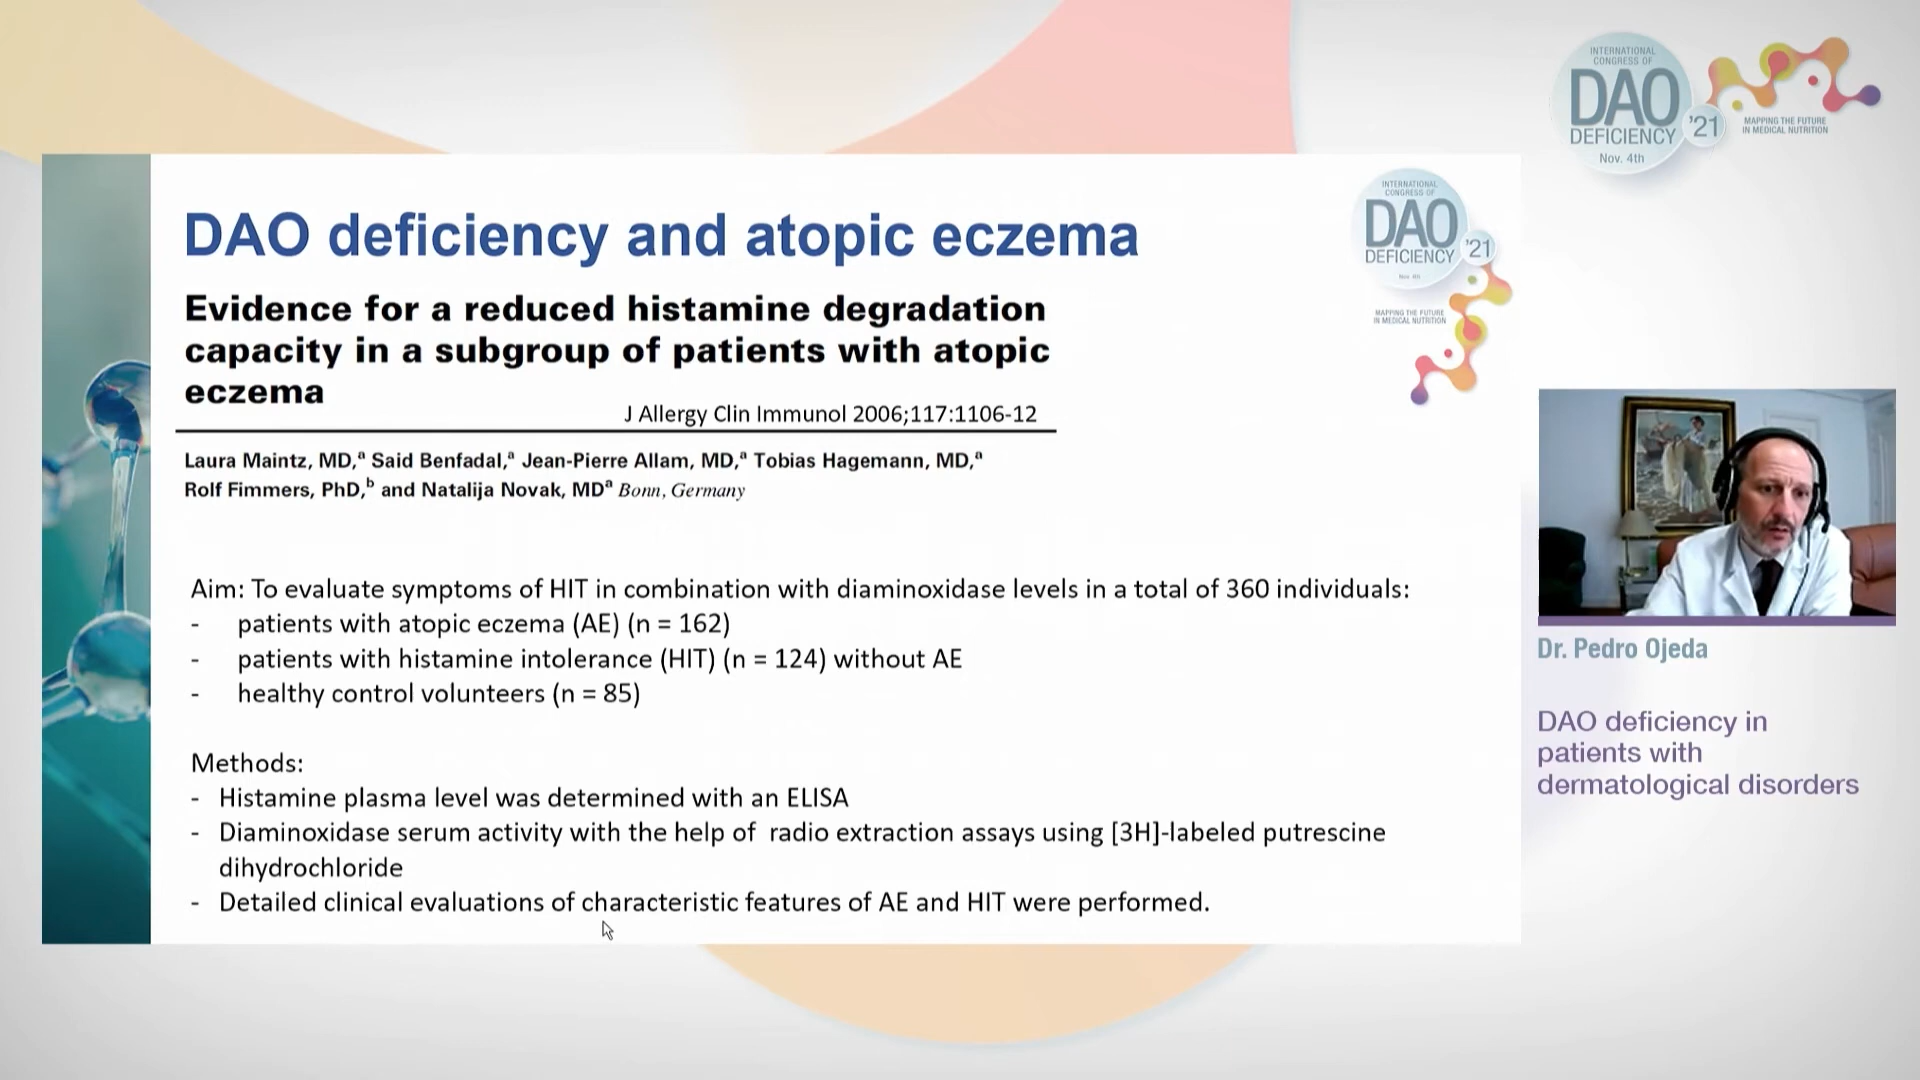 INTERNATIONAL
CONGRESS OF
DAO
DEFICIENCY
'21
Nov. 4th
MAPPING THE FUTURE
IN MEDICAL NUTRITION
DAO deficiency and atopic eczema
Evidence for a reduced histamine degradation
capacity in a subgroup of patients with atopic
eczema
J Allergy Clin Immunol 2006;117:1106-12
Laura Maintz, MD,ª Said Benfadal,ª Jean-Pierre Allam, MD,ª Tobias Hagemann, MD,ª
Rolf Fimmers, PhD,ᵇ and Natalija Novak, MDª Bonn, Germany
INTERNATIONAL
CONGRESS OF
DAO
DEFICIENCY
'21
Nov. 4th
MAPPING THE FUTURE
IN MEDICAL NUTRITION
Aim: To evaluate symptoms of HIT in combination with diaminoxidase levels in a total of 360 individuals:
- patients with atopic eczema (AE) (n = 162)
- patients with histamine intolerance (HIT) (n = 124) without AE
- healthy control volunteers (n = 85)
Methods:
- Histamine plasma level was determined with an ELISA
- Diaminoxidase serum activity with the help of radio extraction assays using [3H]-labeled putrescine
dihydrochloride
- Detailed clinical evaluations of characteristic features of AE and HIT were performed.
Dr. Pedro Ojeda
DAO deficiency in
patients with
dermatological disorders